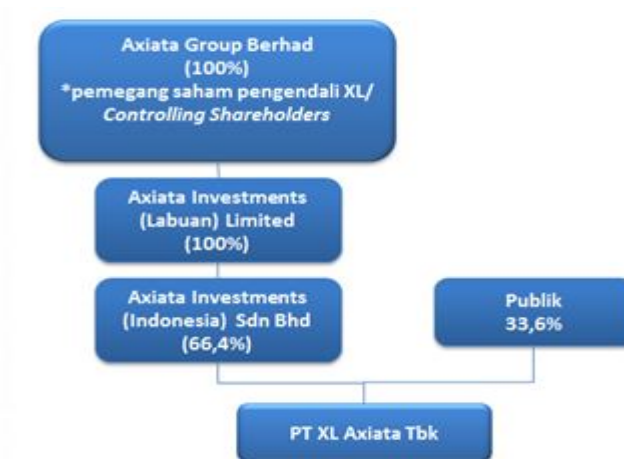 Axiata Group Berhad
(100%)
*pemegang saham pengendali XL/
Controlling Shareholders
Axiata Investments
(Labuan) Limited
(100%)
Axiata Investments
(Indonesia) Sdn Bhd
(66,4%)
Publik
33,6%
PT XL Axiata Tbk